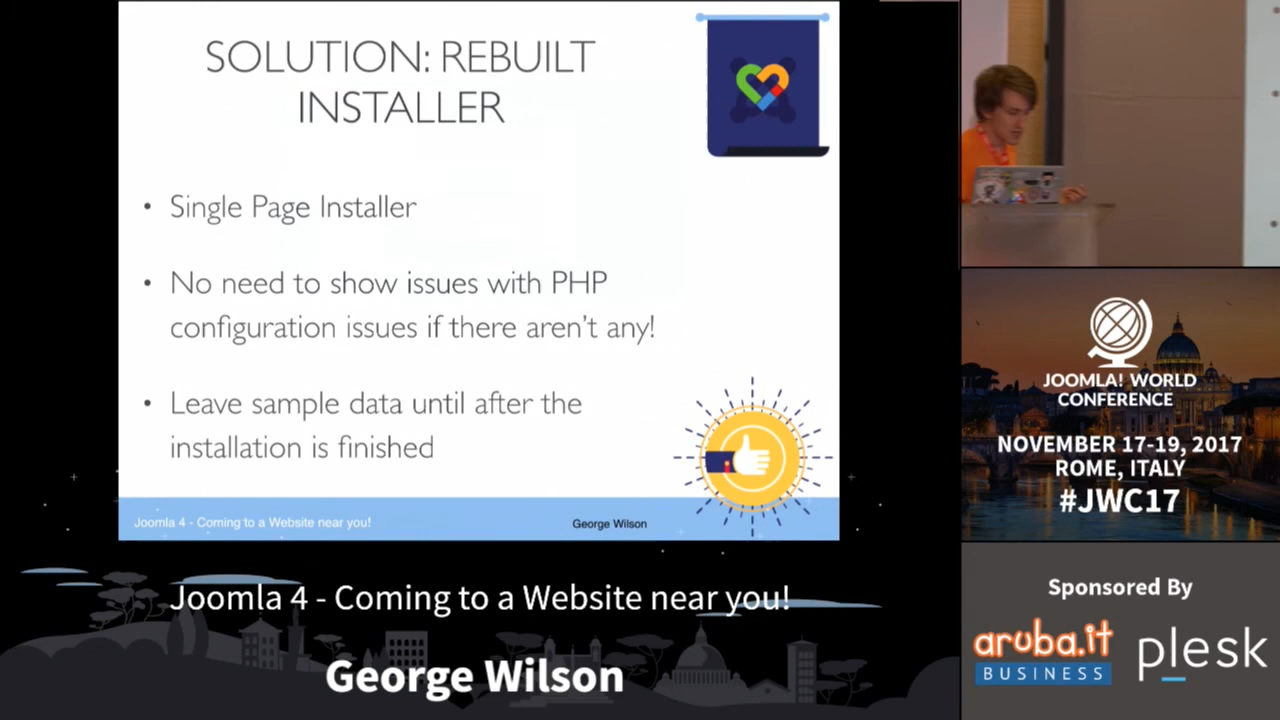 SOLUTION: REBUILT
INSTALLER
• Single Page Installer
• No need to show issues with PHP
configuration issues if there aren't any!
• Leave sample data until after the
installation is finished
Joomla 4 - Coming to a Website near you!
George Wilson
Joomla 4 - Coming to a Website near you!
George Wilson
JOOMLA! WORLD
CONFERENCE
NOVEMBER 17-19, 2017
ROME, ITALY
#JWC17
Sponsored By
aruba.it
BUSINESS
plesk